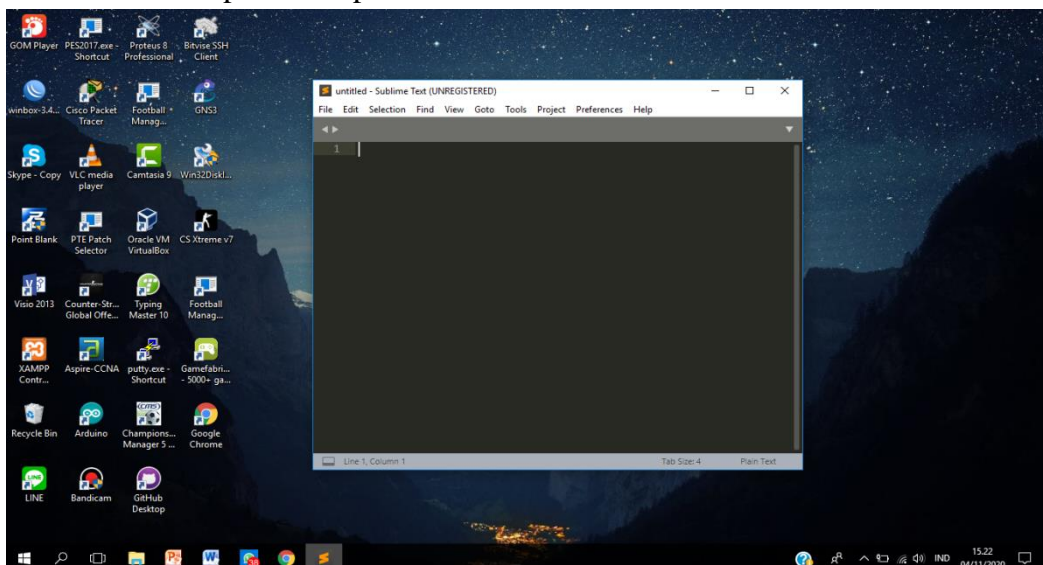 GOM Player PES2017.exe - Shortcut Proteus 8 Professional Bitvise SSH Client
winbox-3.4... Cisco Packet Tracer Football Manag... GNS3
Skype - Copy VLC media player Camtasia 9 Win32DiskI...
Point Blank PTE Patch Selector Oracle VM VirtualBox CS Xtreme v7
Visio 2013 Counter-Str... Global Offe... Typing Master 10 Football Manag...
XAMPP Contr... Aspire-CCNA putty.exe - Shortcut Gamefabri... - 5000+ ga...
Recycle Bin Arduino Champions... Manager 5 ... Google Chrome
LINE Bandicam GitHub Desktop
untitled - Sublime Text (UNREGISTERED)
File Edit Selection Find View Goto Tools Project Preferences Help
1
Line 1, Column 1 Tab Size: 4 Plain Text
IND 15.22
04/11/2020